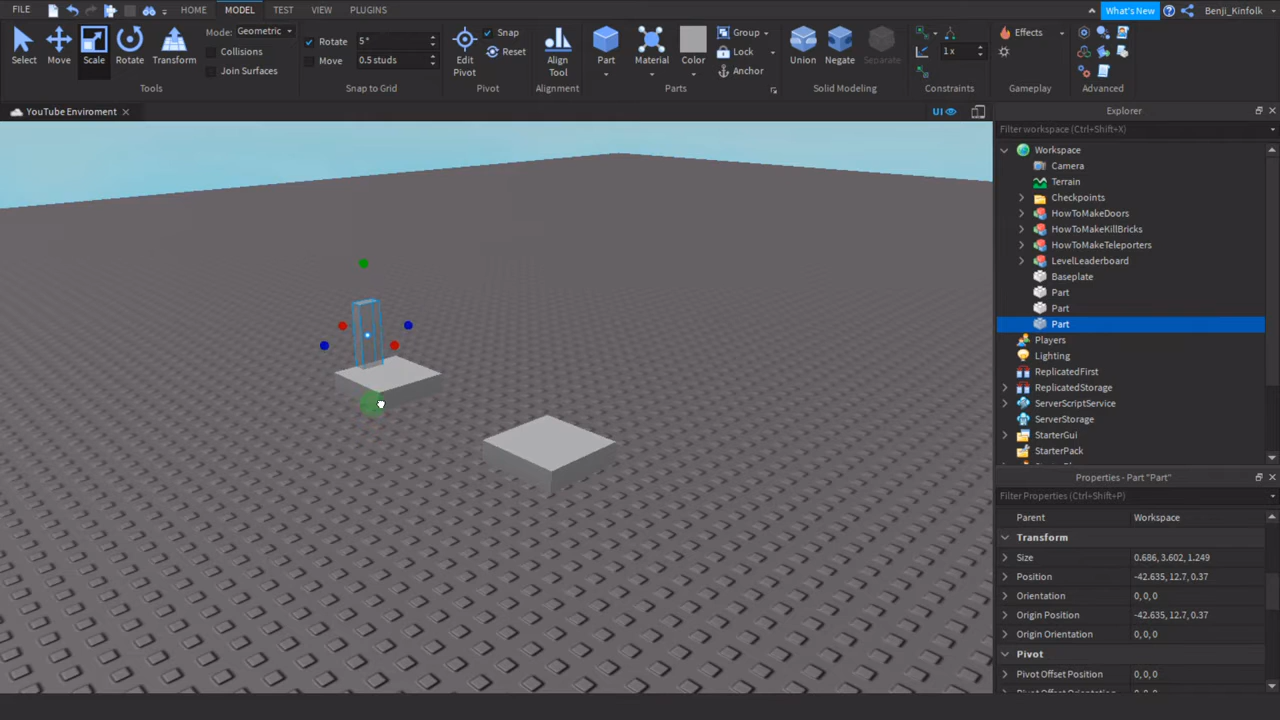 FILE HOME MODEL TEST VIEW PLUGINS What's New Benji_Kinfolk
Select Move Scale Rotate Transform
Mode: Geometric
Collisions
Join Surfaces
Tools
Rotate 5°
Move 0.5 studs
Snap to Grid
Edit Pivot
Snap
Reset
Pivot
Align Tool
Alignment
Part Material Color
Group
Lock
Anchor
Parts
Union Negate Separate
Solid Modeling
1 x
Constraints
Effects
Gameplay
Advanced
YouTube Enviroment
UI
Explorer
Filter workspace (Ctrl+Shift+X)
Workspace
Camera
Terrain
Checkpoints
HowToMakeDoors
HowToMakeKillBricks
HowToMakeTeleporters
LevelLeaderboard
Baseplate
Part
Part
Part
Players
Lighting
ReplicatedFirst
ReplicatedStorage
ServerScriptService
ServerStorage
StarterGui
StarterPack
Properties - Part "Part"
Filter Properties (Ctrl+Shift+P)
Parent Workspace
Transform
Size 0.686, 3.602, 1.249
Position -42.635, 12.7, 0.37
Orientation 0, 0, 0
Origin Position -42.635, 12.7, 0.37
Origin Orientation 0, 0, 0
Pivot
Pivot Offset Position 0, 0, 0